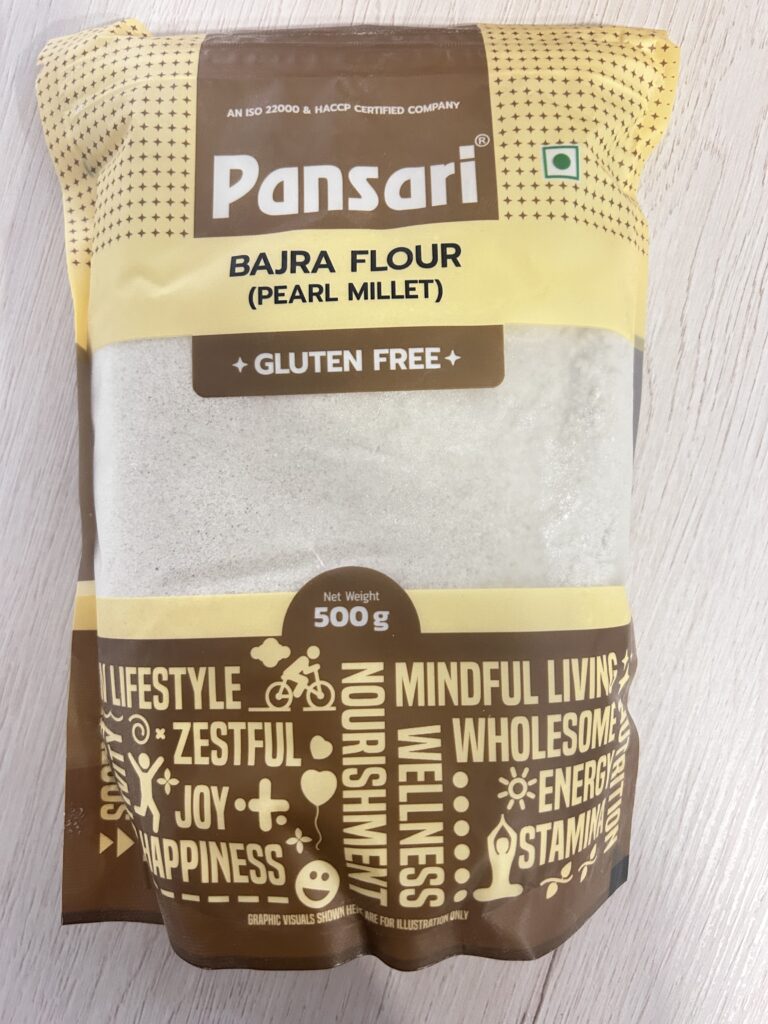 AN ISO 22000 & HACCP CERTIFIED COMPANY
Pansari®
BAJRA FLOUR
(PEARL MILLET)
GLUTEN FREE
Net Weight
500 g
LIFESTYLE
ZESTFUL
JOY
HAPPINESS
NOURISHMENT
WELLNESS
MINDFUL LIVING
WHOLESOME
ENERGY
STAMINA
NUTRITION
GRAPHIC VISUALS SHOWN HERE ARE FOR ILLUSTRATION ONLY